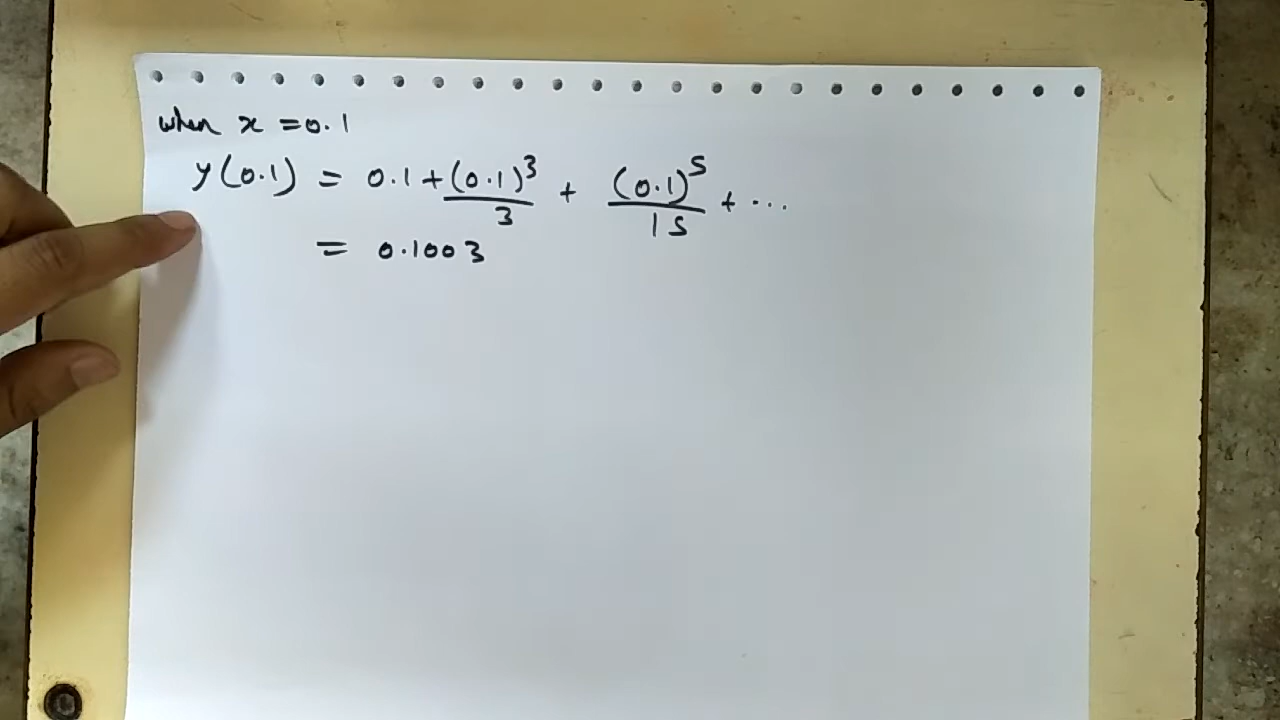 when x = 0.1
y(0.1) = 0.1 + (0.1)^3/3 + (0.1)^5/15 + ...
= 0.1003